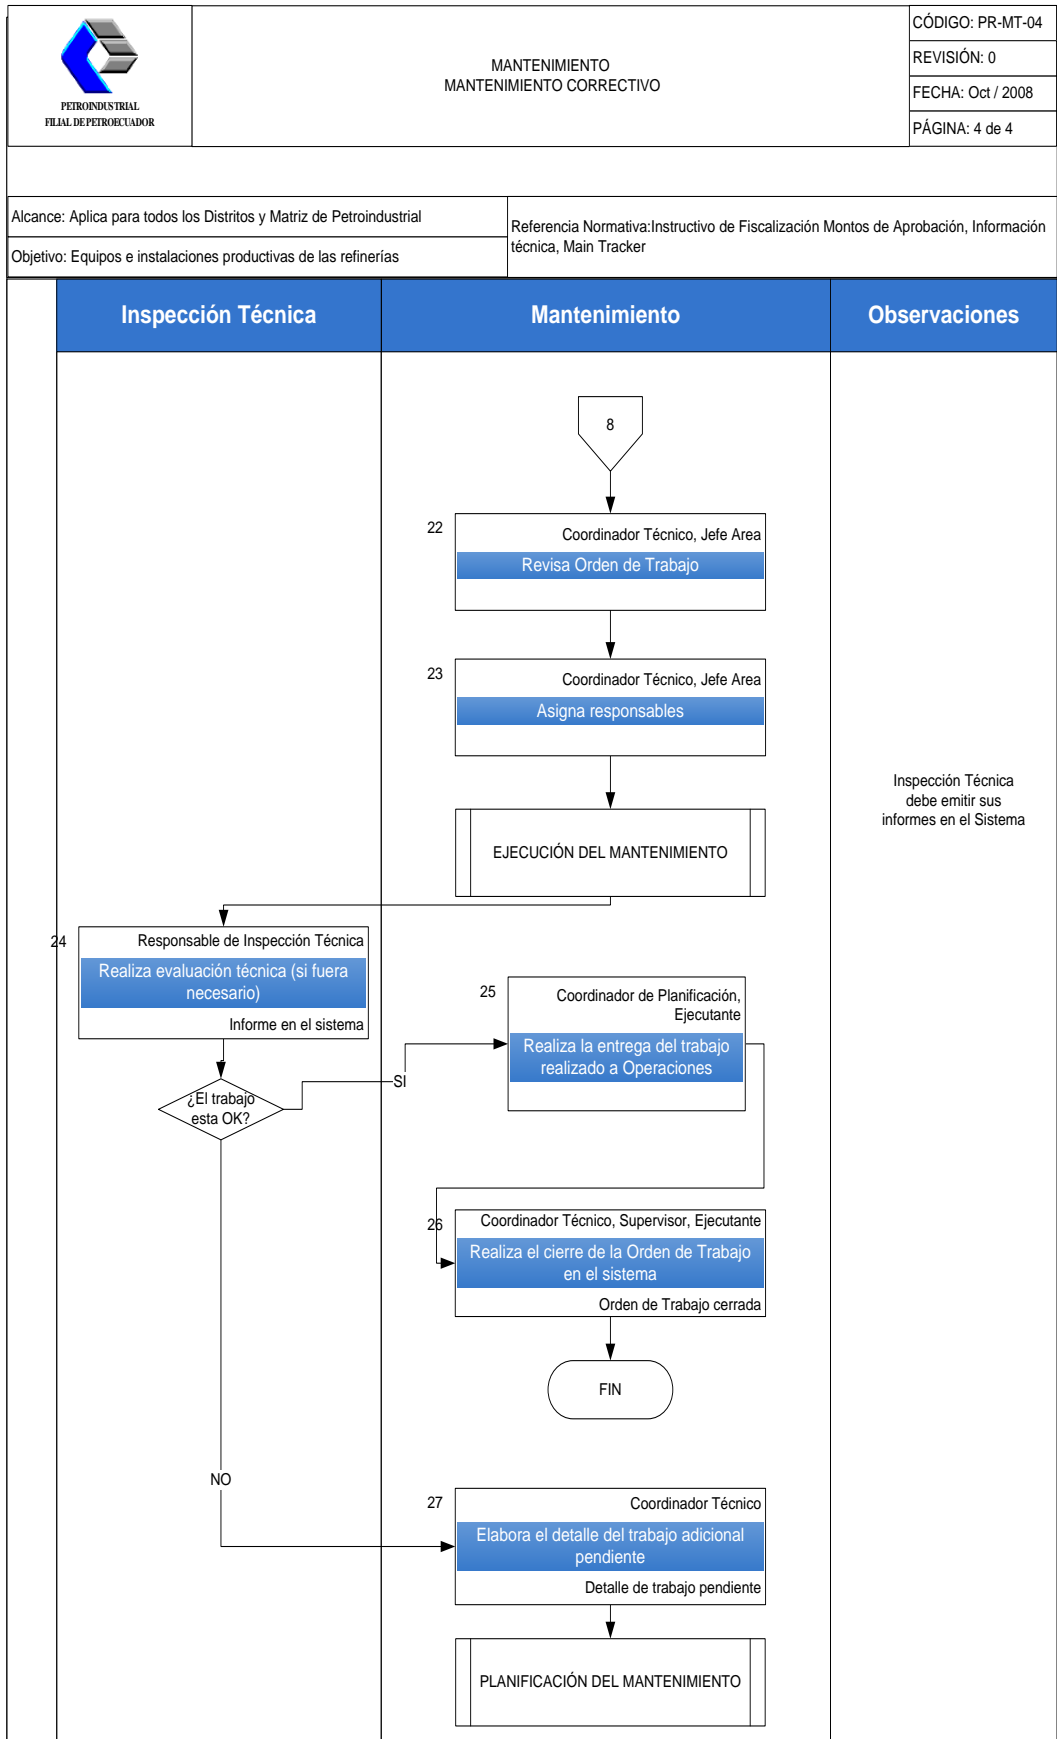 PETROINDUSTRIAL
FILIAL DE PETROECUADOR
MANTENIMIENTO
MANTENIMIENTO CORRECTIVO
CÓDIGO: PR-MT-04
REVISIÓN: 0
FECHA: Oct / 2008
PÁGINA: 4 de 4
Alcance: Aplica para todos los Distritos y Matriz de Petroindustrial
Objetivo: Equipos e instalaciones productivas de las refinerías
Referencia Normativa:Instructivo de Fiscalización Montos de Aprobación, Información
técnica, Main Tracker
Inspección Técnica
Mantenimiento
Observaciones
8
22
Coordinador Técnico, Jefe Area
Revisa Orden de Trabajo
23
Coordinador Técnico, Jefe Area
Asigna responsables
Inspección Técnica
debe emitir sus
informes en el Sistema
EJECUCIÓN DEL MANTENIMIENTO
24
Responsable de Inspección Técnica
Realiza evaluación técnica (si fuera
necesario)
Informe en el sistema
25
Coordinador de Planificación,
Ejecutante
Realiza la entrega del trabajo
realizado a Operaciones
¿El trabajo
esta OK?
SI
26
Coordinador Técnico, Supervisor, Ejecutante
Realiza el cierre de la Orden de Trabajo
en el sistema
Orden de Trabajo cerrada
FIN
NO
27
Coordinador Técnico
Elabora el detalle del trabajo adicional
pendiente
Detalle de trabajo pendiente
PLANIFICACIÓN DEL MANTENIMIENTO